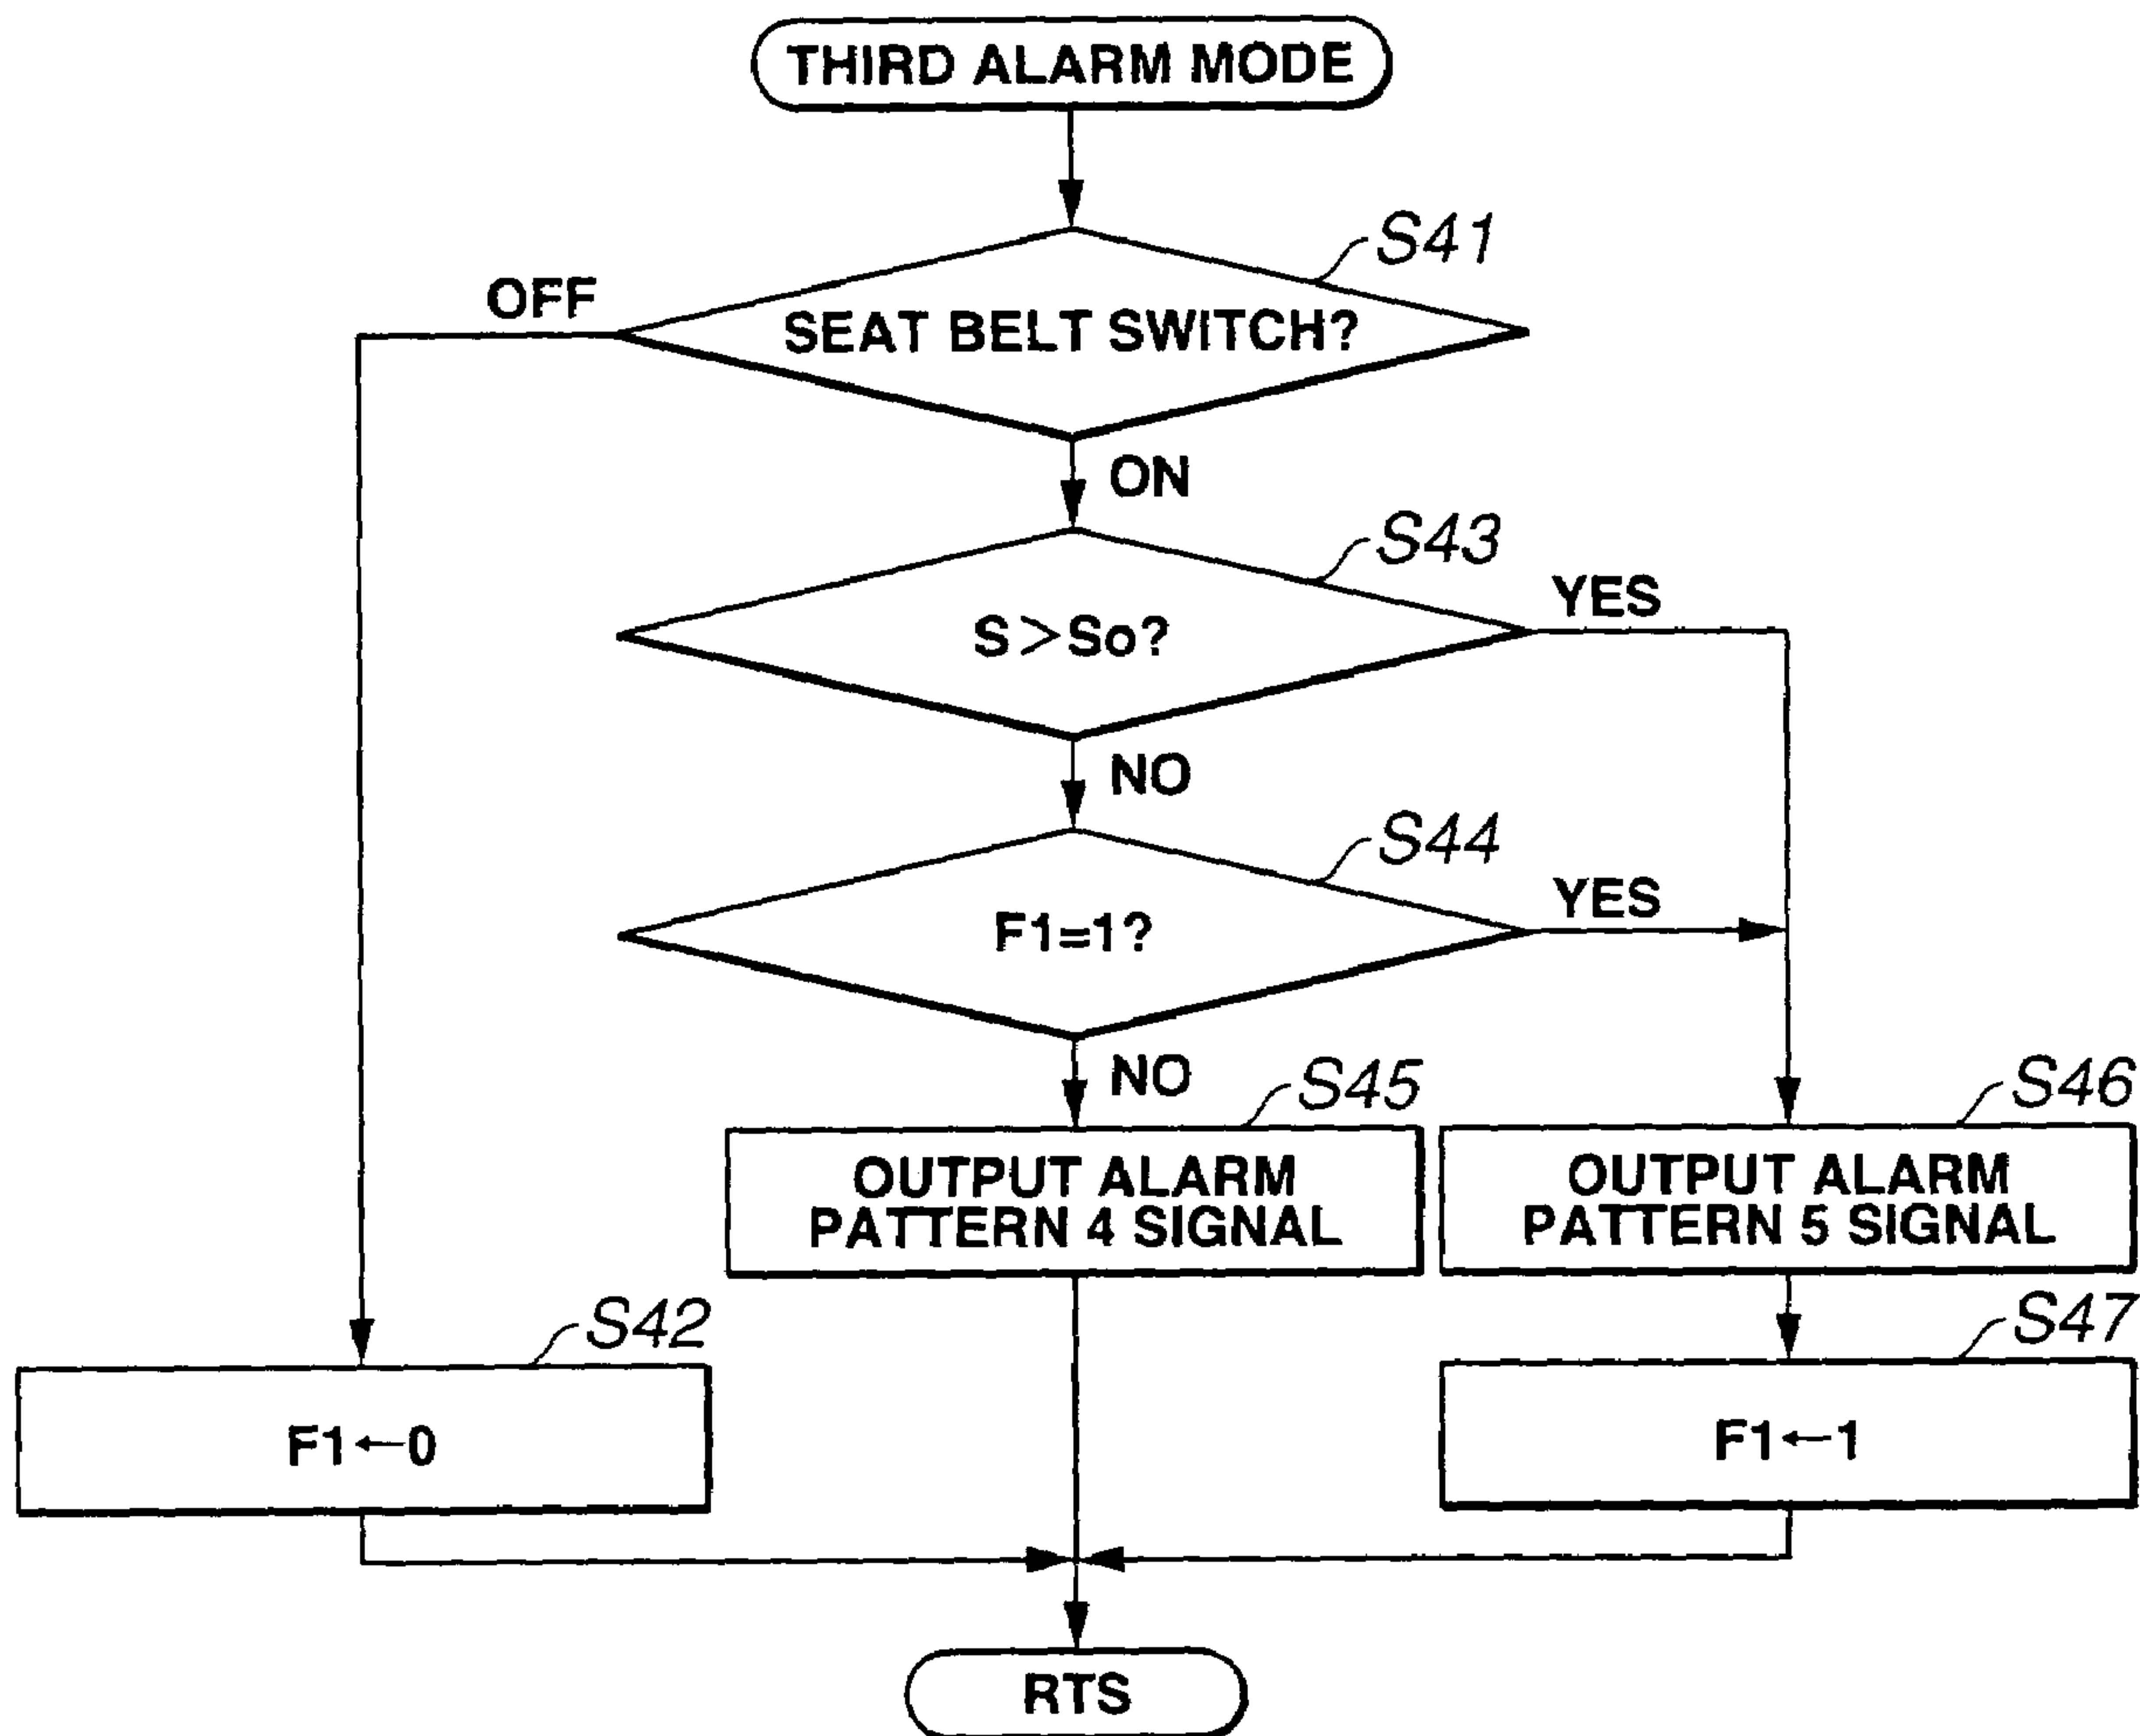 THIRD ALARM MODE
S41
OFF
SEAT BELT SWITCH?
ON
S43
YES
S>So?
NO
S44
YES
F1=1?
NO
S45
S46
OUTPUT ALARM
PATTERN 4 SIGNAL
OUTPUT ALARM
PATTERN 5 SIGNAL
S42
S47
F1←0
F1←1
RTS